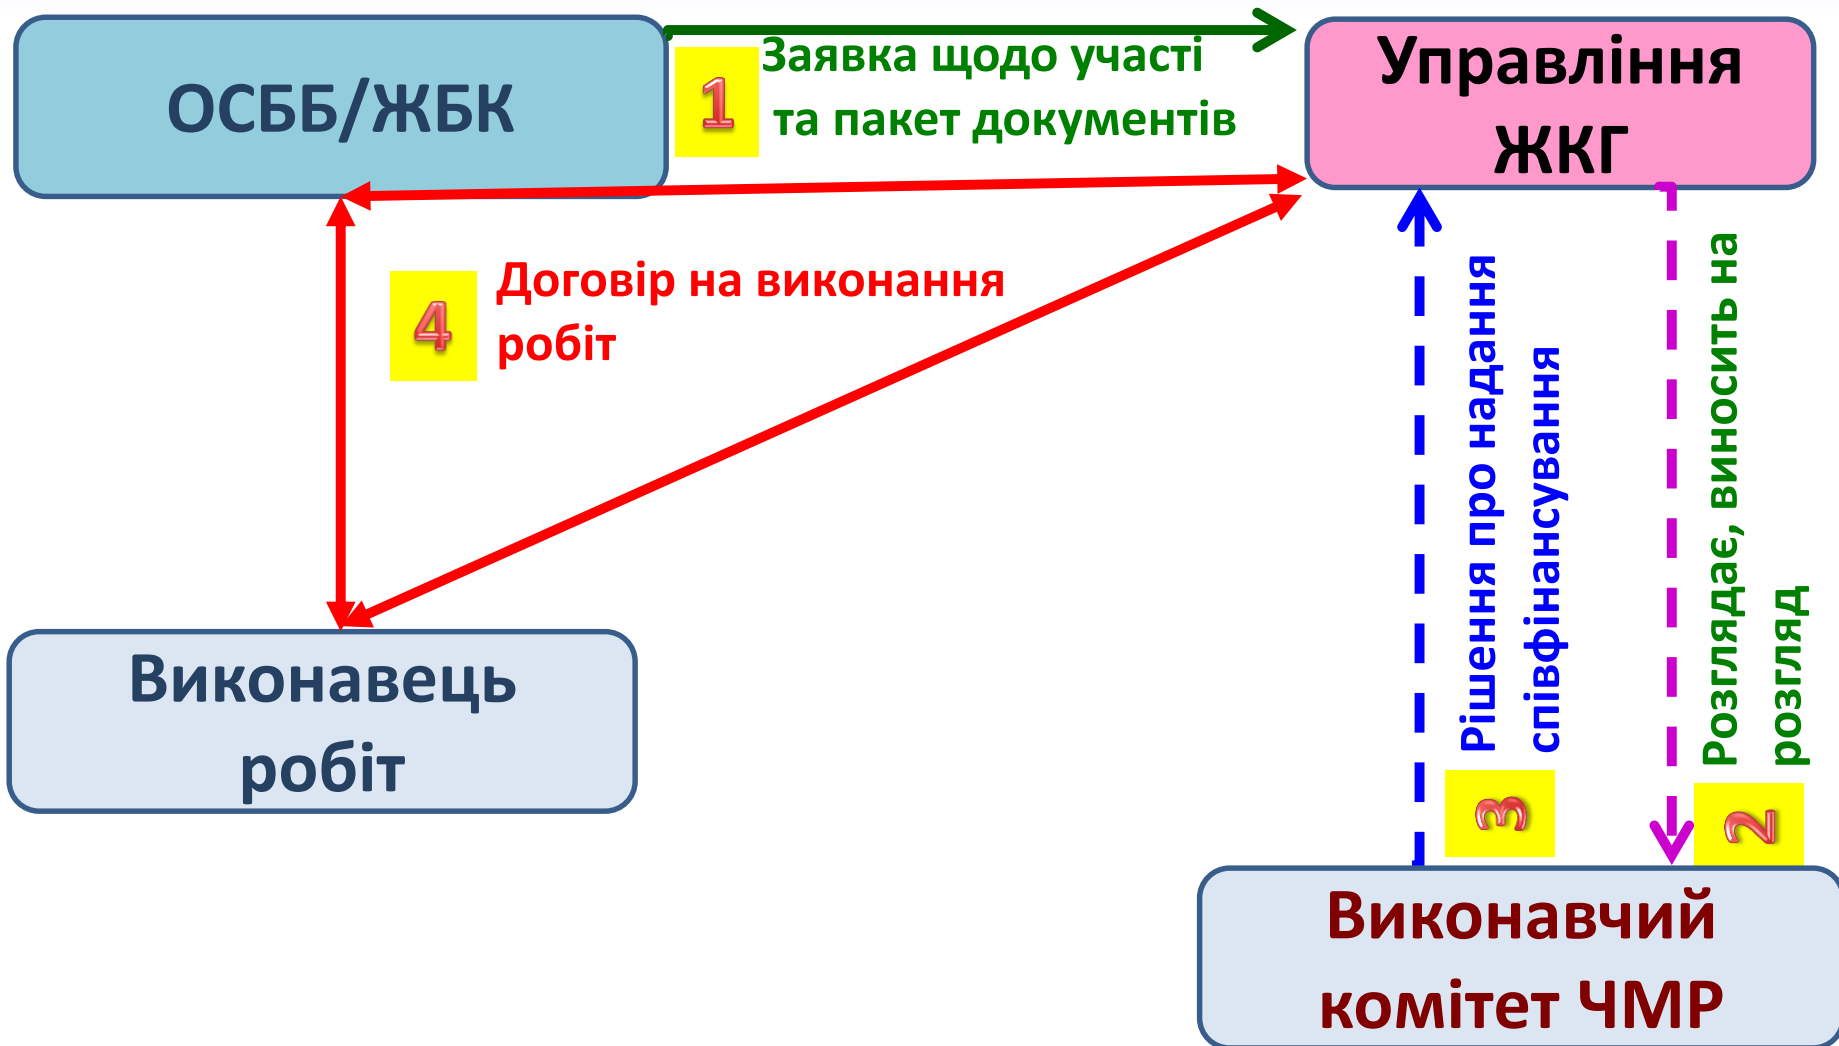 ОСББ/ЖБК
1
Заявка щодо участі
та пакет документів
Управління
ЖКГ
4
Договір на виконання
робіт
Рішення про надання
співфінансування
3
Розглядає, виносить на
розгляд
2
Виконавець
робіт
Виконавчий
комітет ЧМР